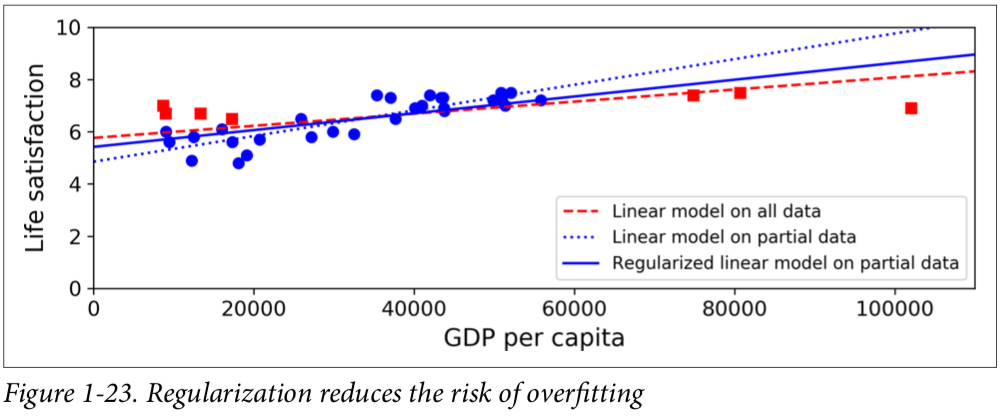 10
8
6
4
2
0
Life satisfaction
Linear model on all data
Linear model on partial data
Regularized linear model on partial data
0 20000 40000 60000 80000 100000
GDP per capita
Figure 1-23. Regularization reduces the risk of overfitting